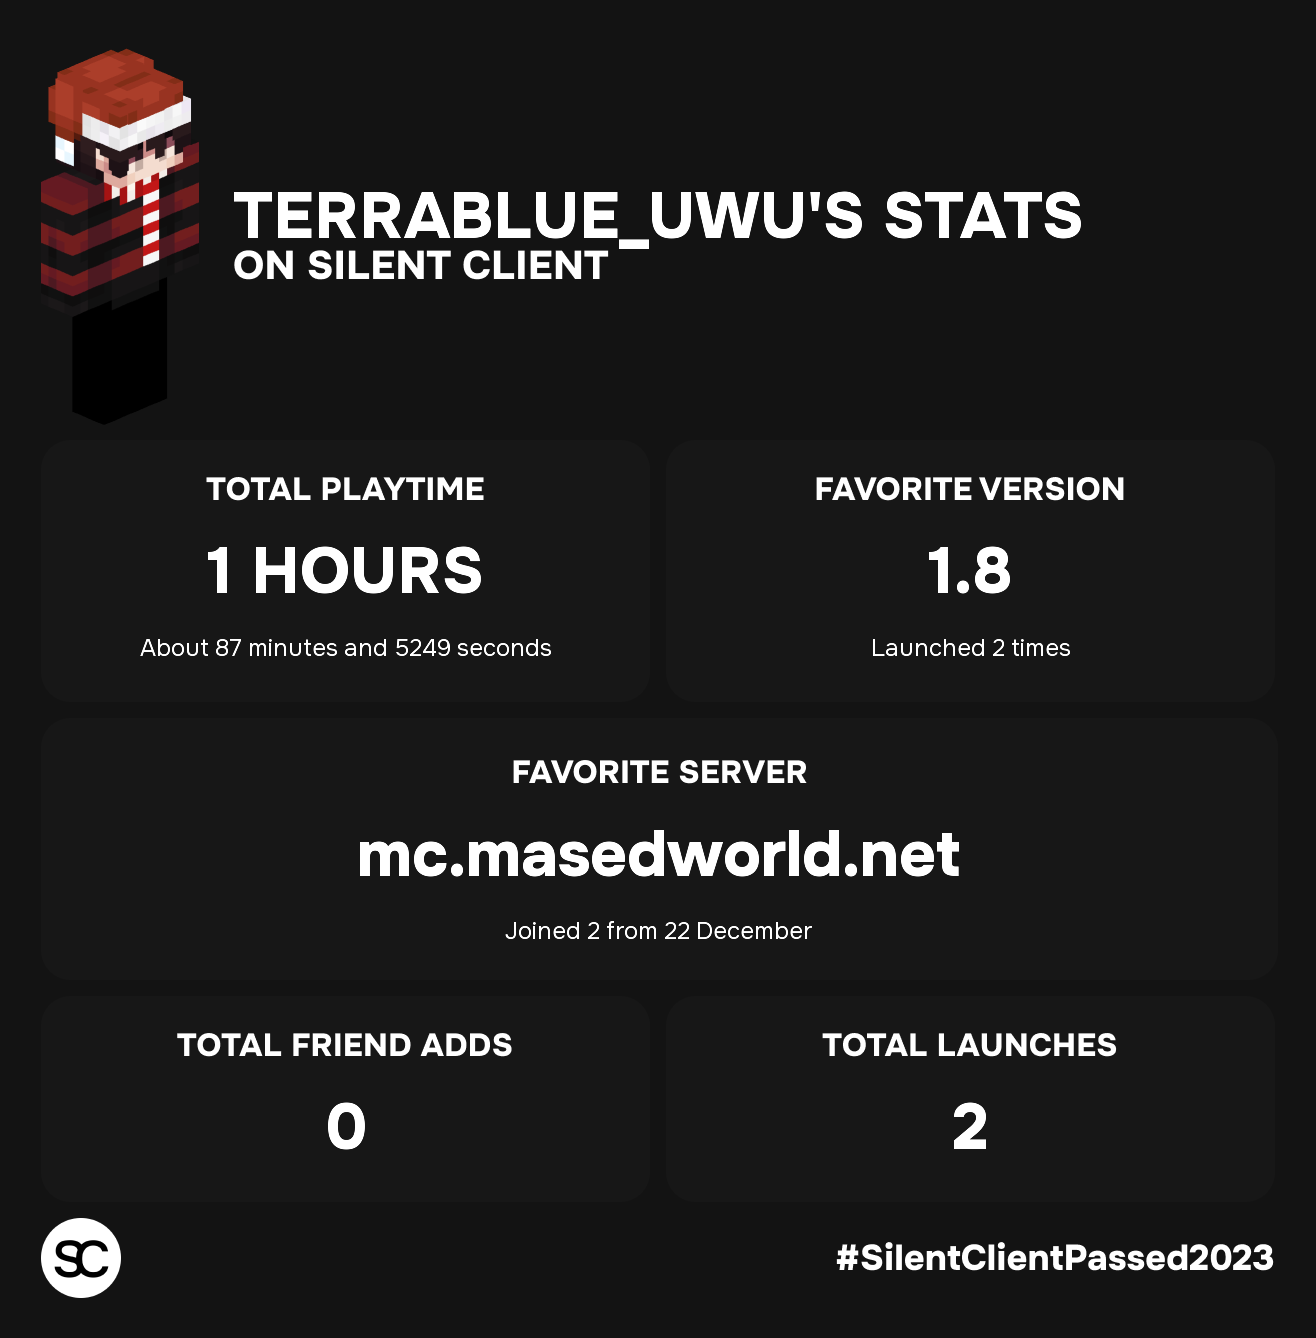 TERRABLUE_UWU'S STATS
ON SILENT CLIENT
TOTAL PLAYTIME
1 HOURS
About 87 minutes and 5249 seconds
FAVORITE VERSION
1.8
Launched 2 times
FAVORITE SERVER
mc.masedworld.net
Joined 2 from 22 December
TOTAL FRIEND ADDS
0
TOTAL LAUNCHES
2
SC
#SilentClientPassed2023